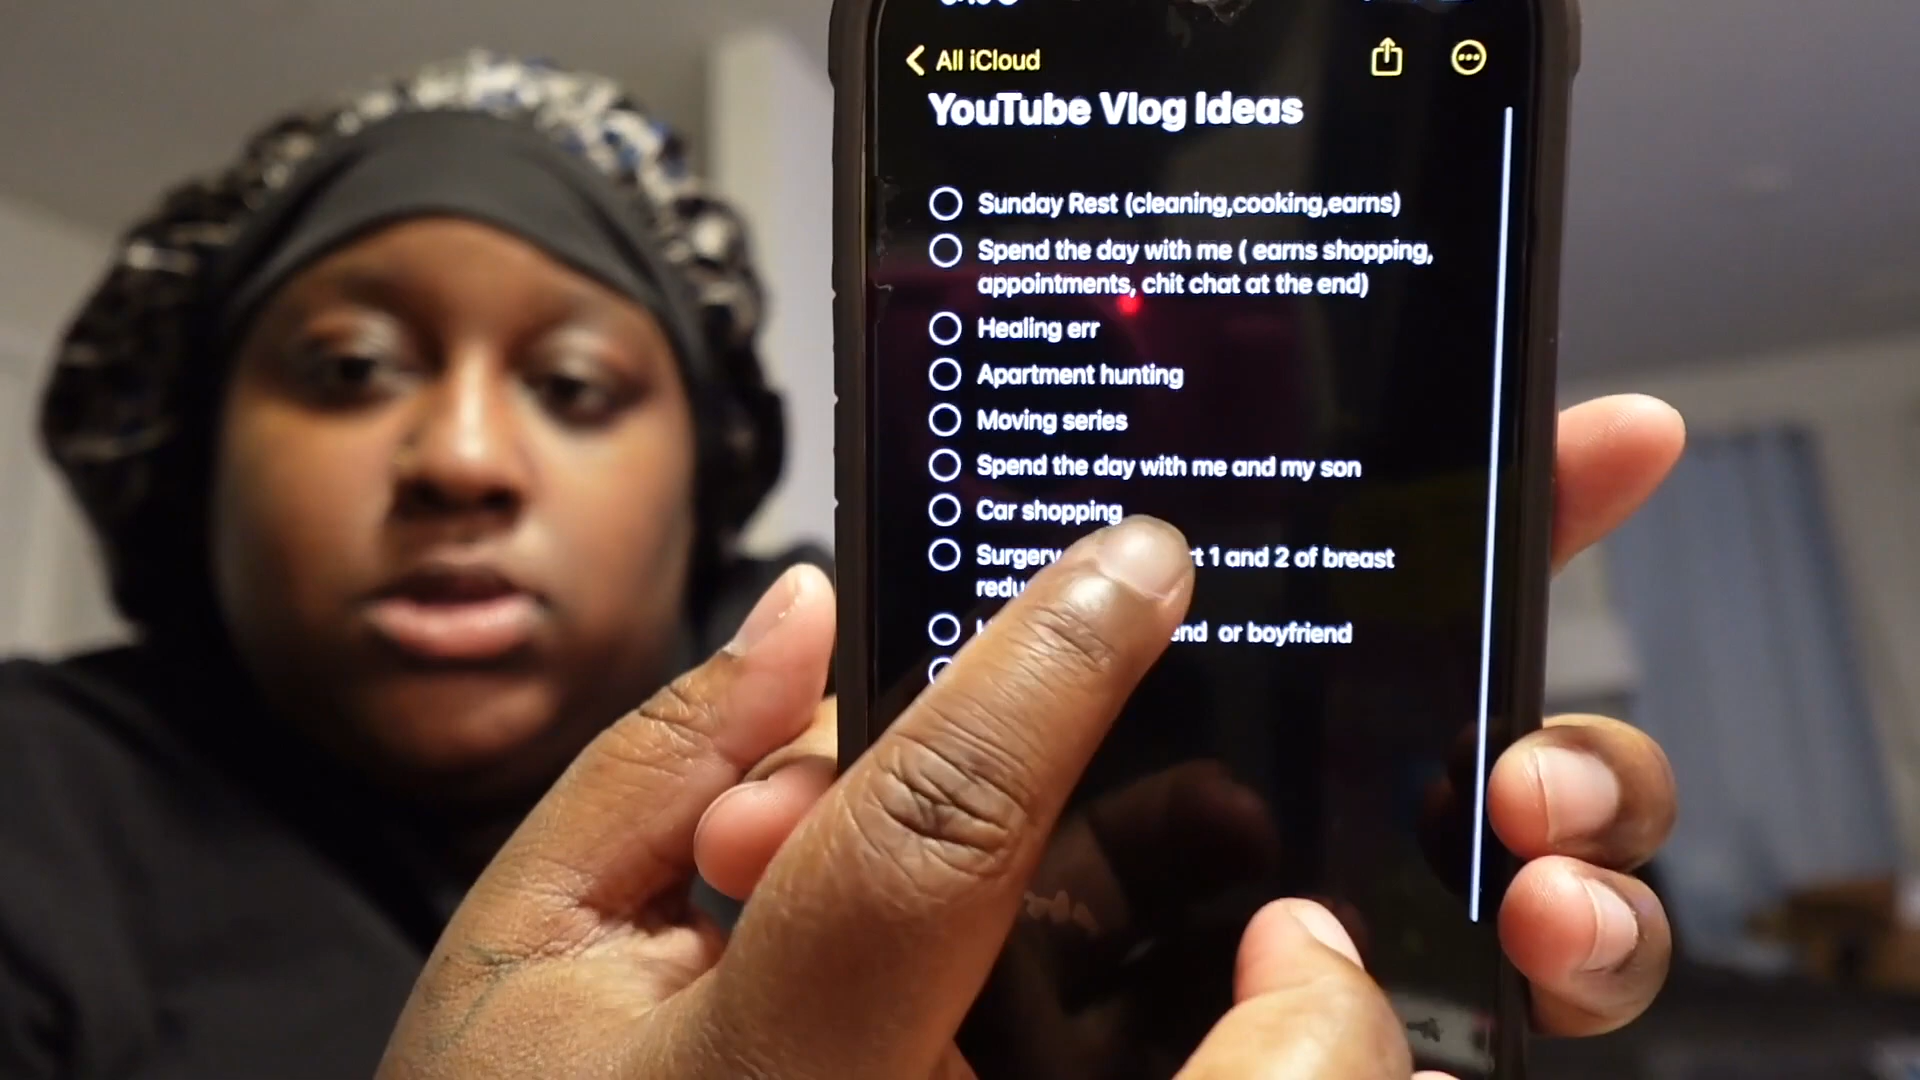 All iCloud
YouTube Vlog Ideas
Sunday Rest (cleaning,cooking,earns)
Spend the day with me ( earns shopping,
appointments, chit chat at the end)
Healing err
Apartment hunting
Moving series
Spend the day with me and my son
Car shopping
Surgery 1 and 2 of breast
or boyfriend